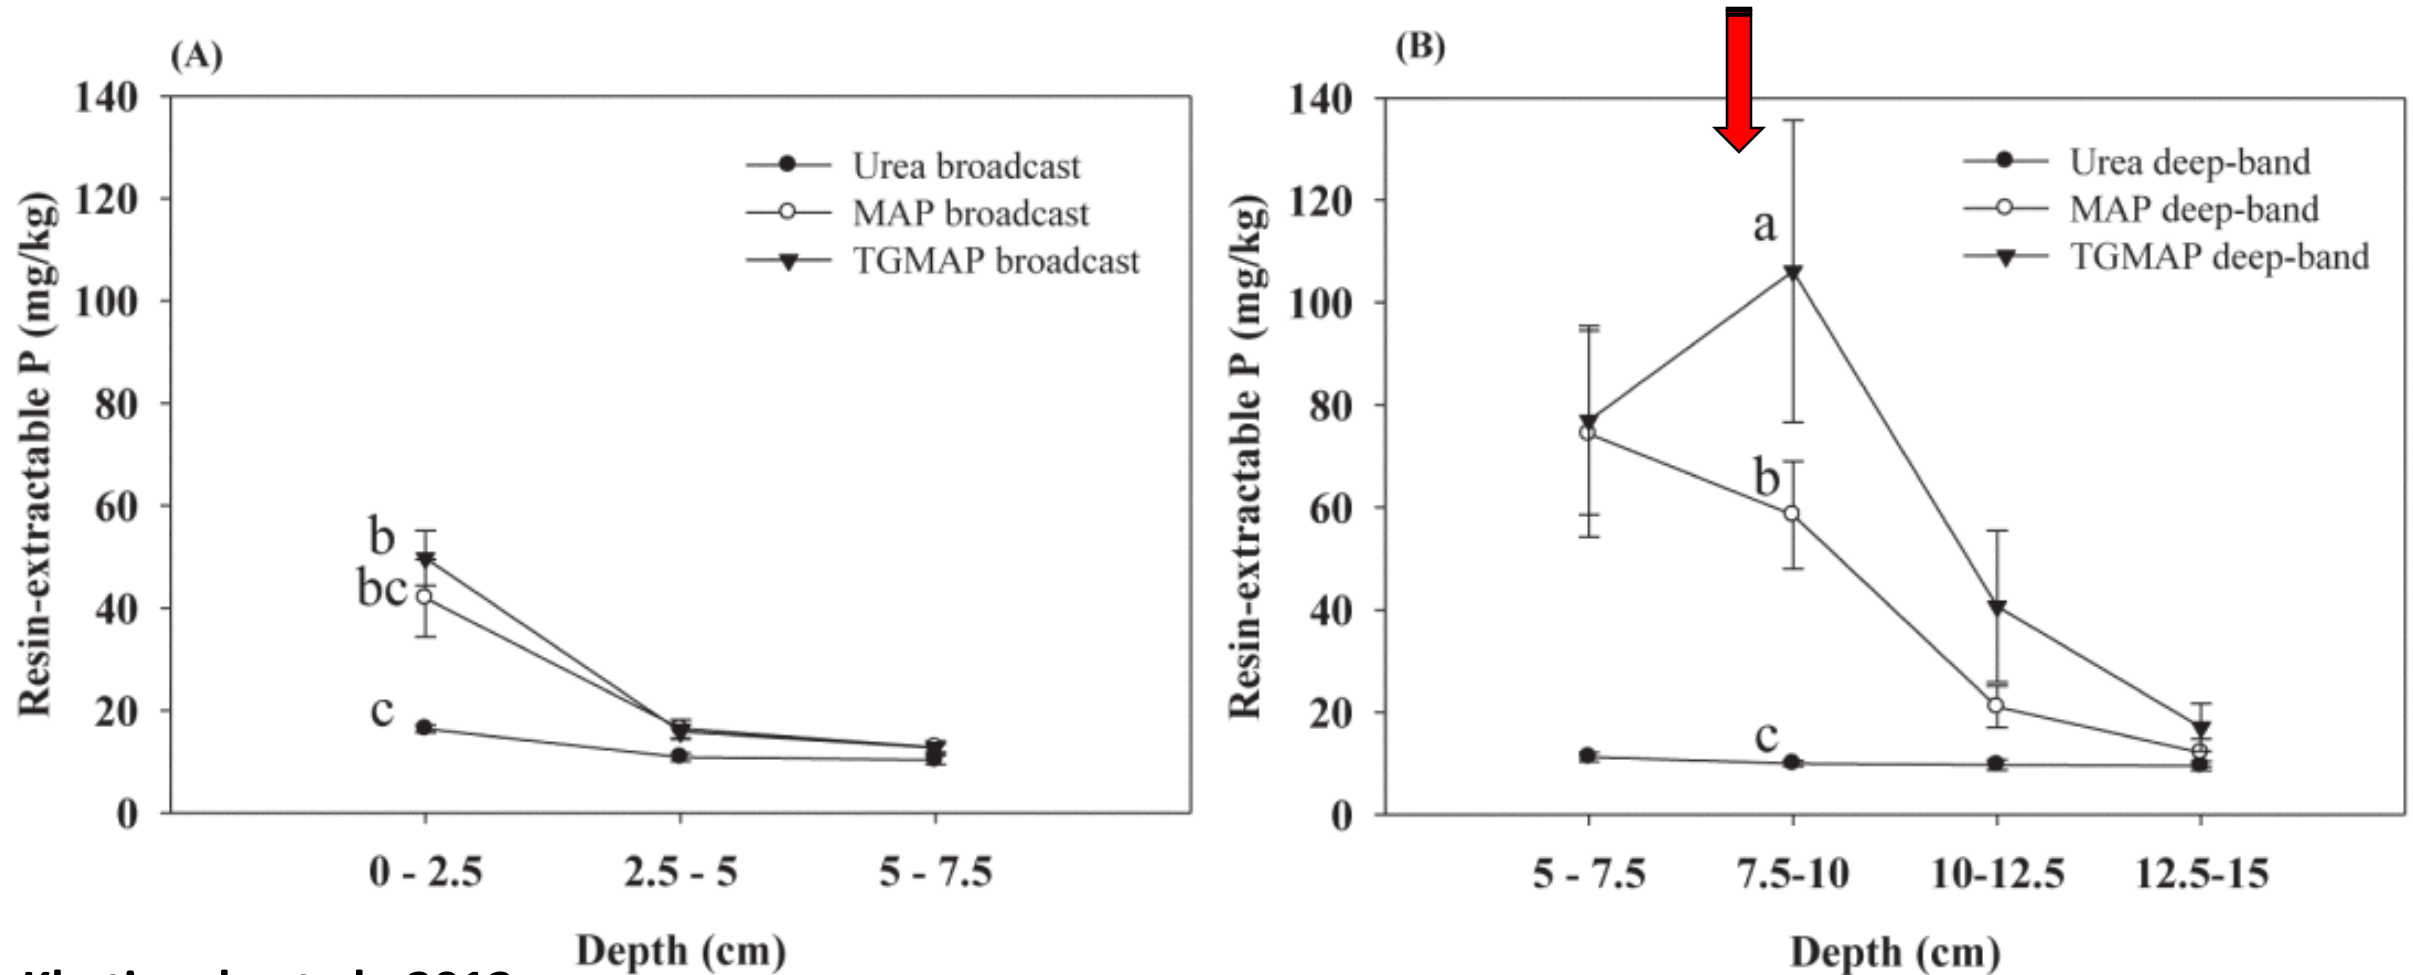 (A)
140
120
100
80
60
40
20
0
Resin-extractable P (mg/kg)
Urea broadcast
MAP broadcast
TGMAP broadcast
b
bc
c
0 - 2.5
2.5 - 5
5 - 7.5
Depth (cm)
(B)
140
120
100
80
60
40
20
0
Resin-extractable P (mg/kg)
Urea deep-band
MAP deep-band
TGMAP deep-band
a
b
c
5 - 7.5
7.5-10
10-12.5
12.5-15
Depth (cm)